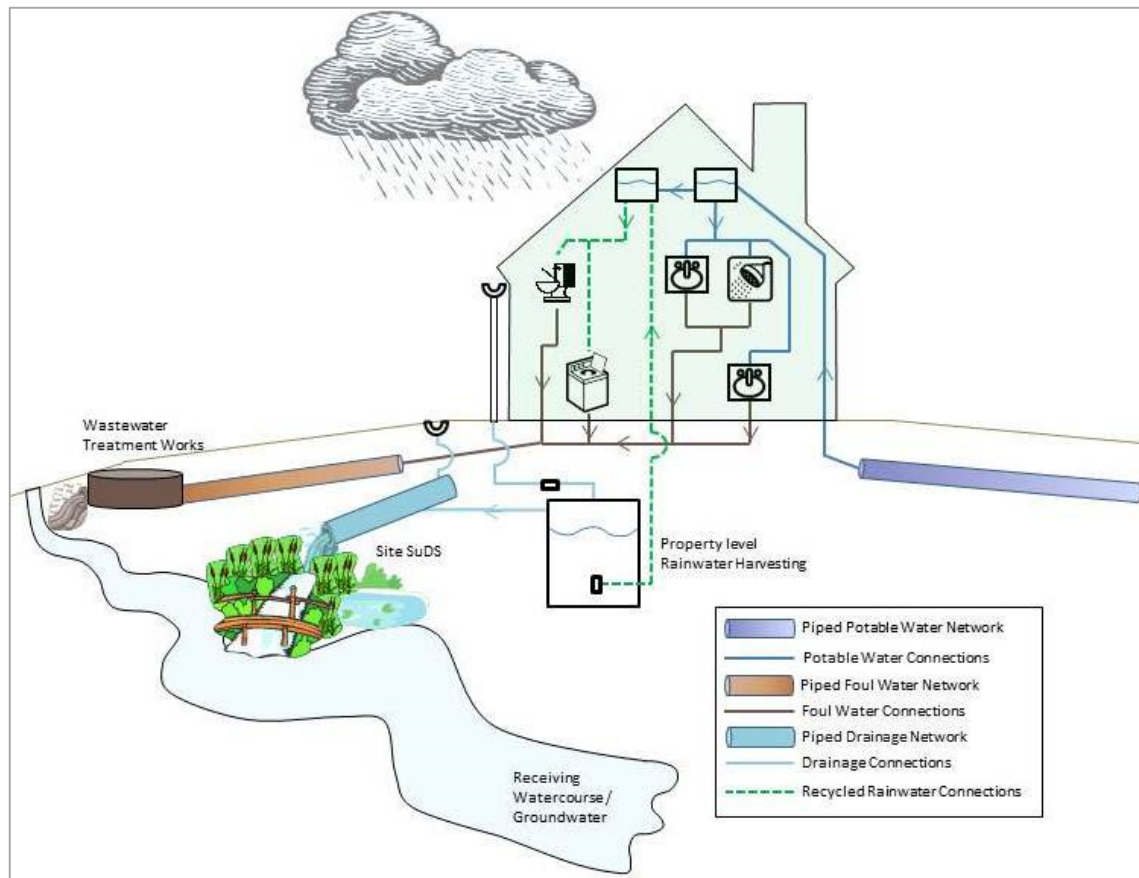 Wastewater
Treatment Works
Site SuDS
Property level
Rainwater Harvesting
Piped Potable Water Network
Potable Water Connections
Piped Foul Water Network
Foul Water Connections
Piped Drainage Network
Drainage Connections
Recycled Rainwater Connections
Receiving
Watercourse/
Groundwater